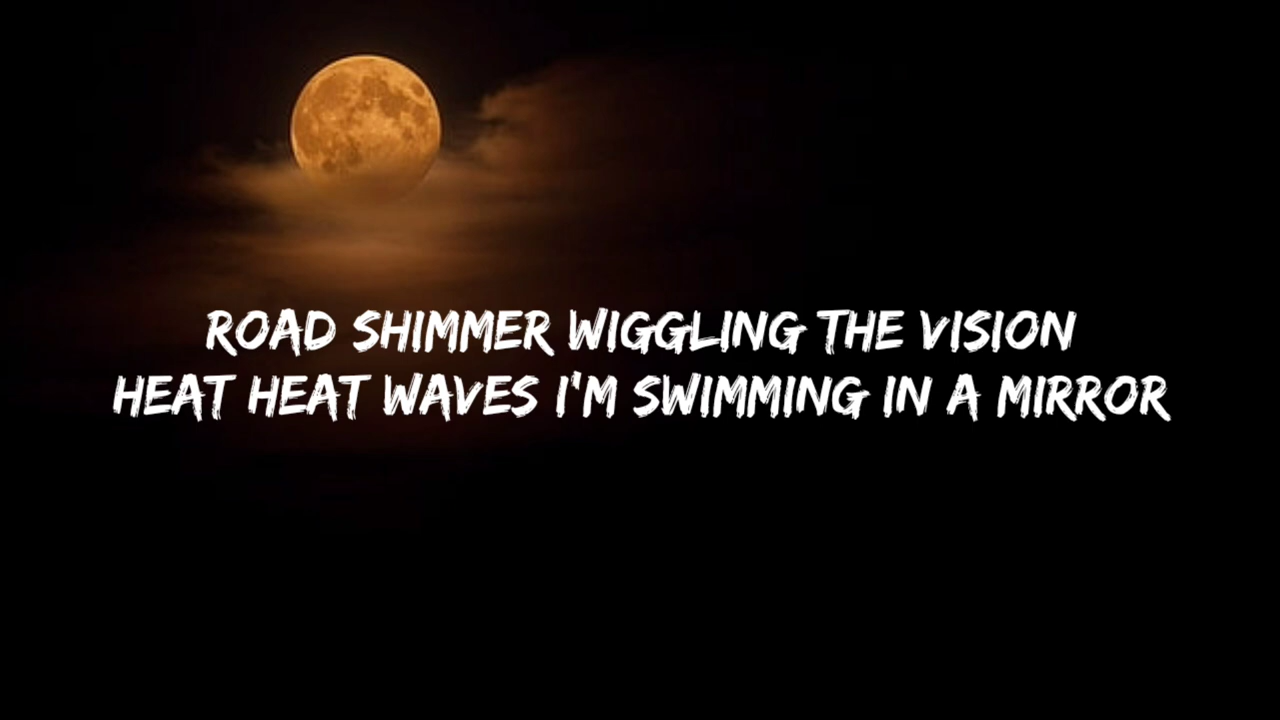 ROAD SHIMMER WIGGLING THE VISION
HEAT HEAT WAVES I'M SWIMMING IN A MIRROR